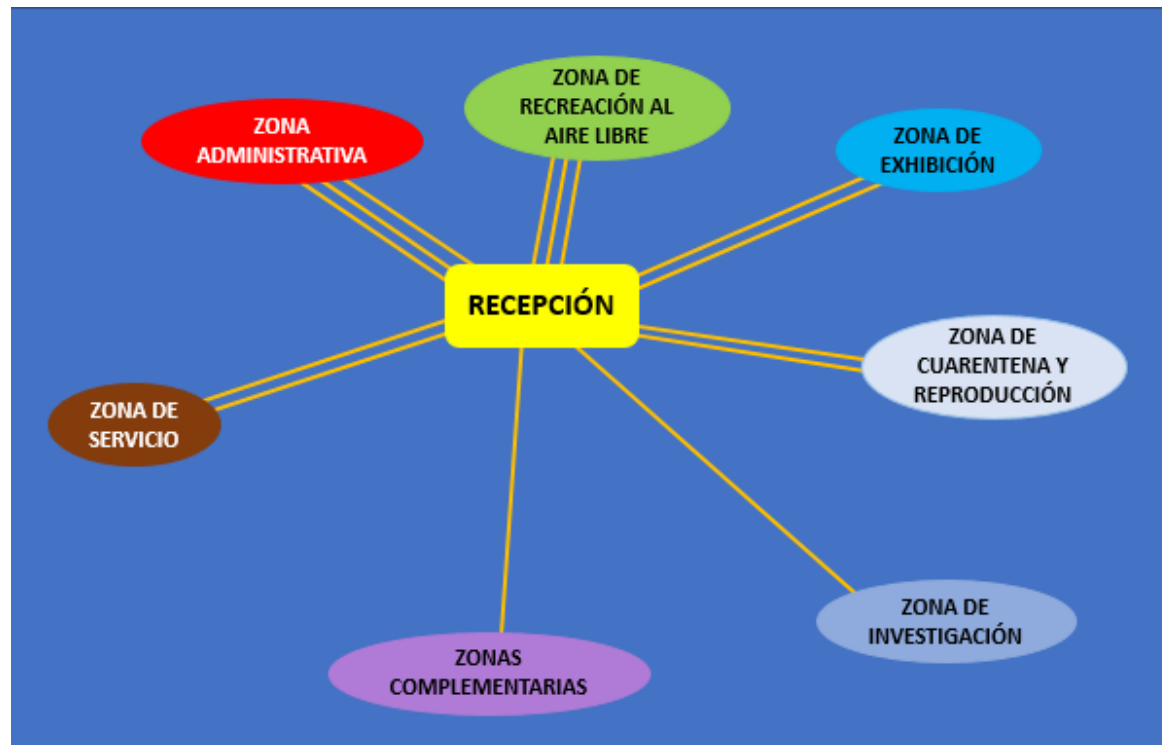 ZONA DE
RECREACIÓN AL
AIRE LIBRE
ZONA
ADMINISTRATIVA
ZONA DE
EXHIBICIÓN
RECEPCIÓN
ZONA DE
CUARENTENA Y
REPRODUCCIÓN
ZONA DE
SERVICIO
ZONA DE
INVESTIGACIÓN
ZONAS
COMPLEMENTARIAS